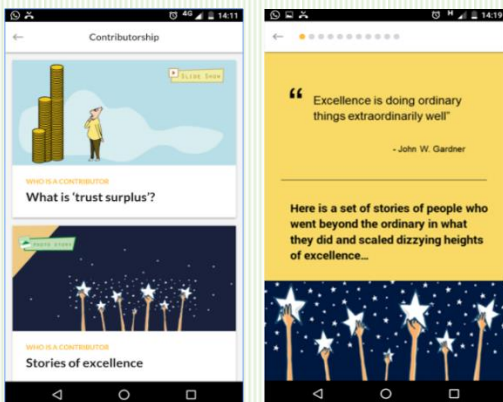 4G 14:11
Contributorship
SLIDE SHOW
WHO IS A CONTRIBUTOR
What is 'trust surplus'?
WHO IS A CONTRIBUTOR
Stories of excellence
H 14:19
“ Excellence is doing ordinary
things extraordinarily well”
- John W. Gardner
Here is a set of stories of people who
went beyond the ordinary in what
they did and scaled dizzying heights
of excellence...